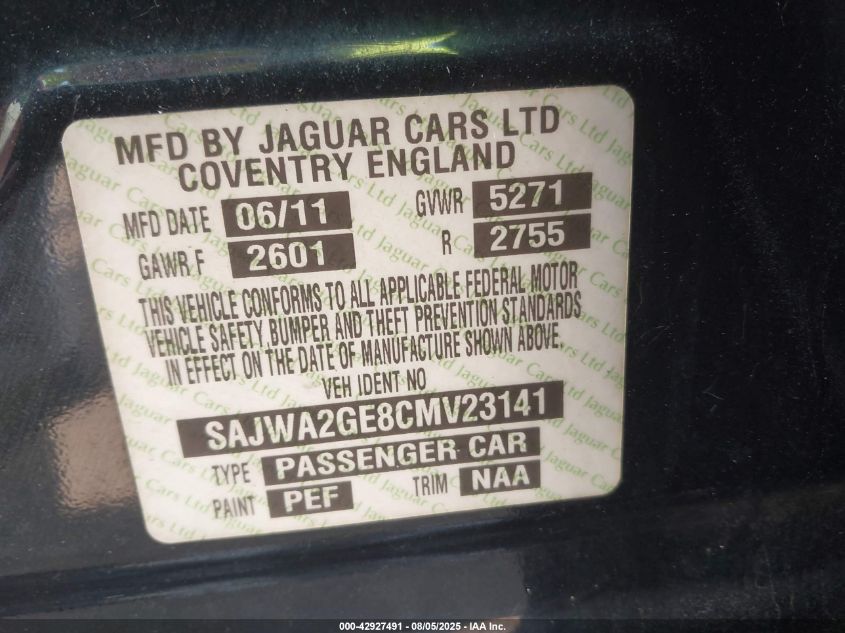 MFD BY JAGUAR CARS LTD
COVENTRY ENGLAND
MFD DATE 06/11 GVWR 5271
GAWR F 2601 R 2755
THIS VEHICLE CONFORMS TO ALL APPLICABLE FEDERAL MOTOR
VEHICLE SAFETY, BUMPER AND THEFT PREVENTION STANDARDS
IN EFFECT ON THE DATE OF MANUFACTURE SHOWN ABOVE.
VEH IDENT NO
SAJWA2GE8CMV23141
TYPE PASSENGER CAR
PAINT PEF TRIM NAA
000-42927491 - 08/05/2025 - IAA Inc.